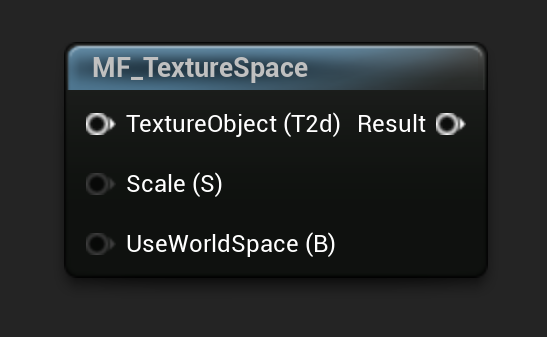 MF_TextureSpace
TextureObject (T2d) Result
Scale (S)
UseWorldSpace (B)